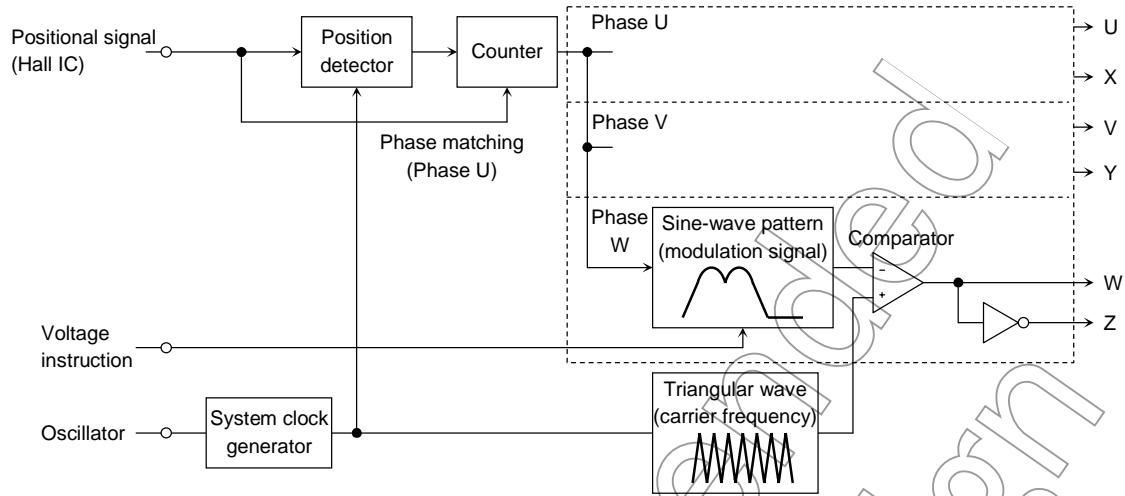 Positional signal
(Hall IC)
Position
detector
Counter
Phase matching
(Phase U)
Phase U
U
X
Phase V
V
Y
Phase
W
Sine-wave pattern
(modulation signal)
Comparator
−
+
W
Z
Voltage
instruction
Oscillator
System clock
generator
Triangular wave
(carrier frequency)